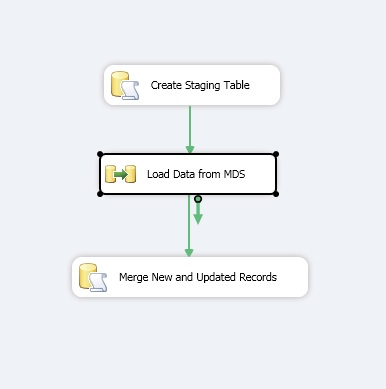 Create Staging Table
Load Data from MDS
Merge New and Updated Records